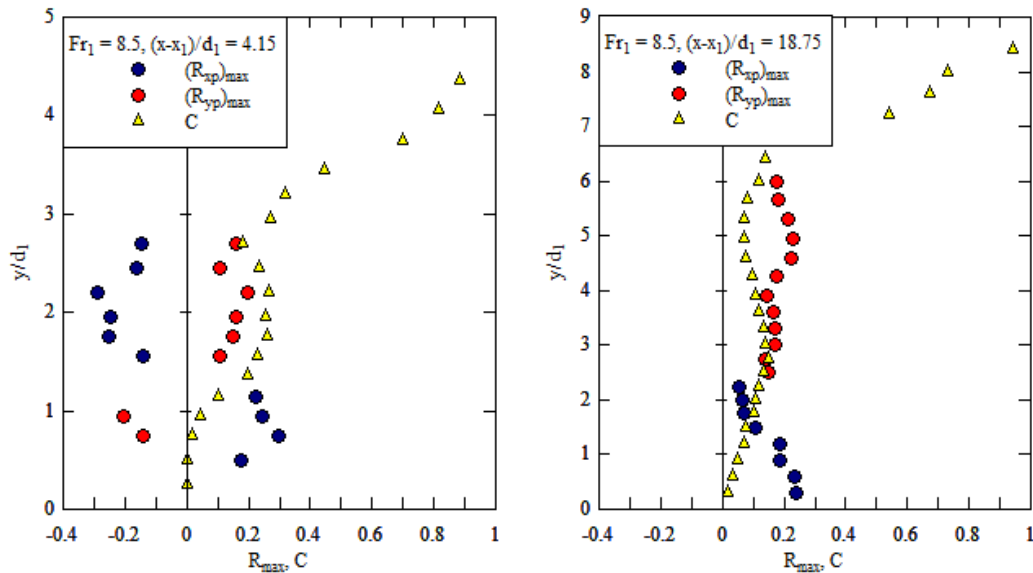 Fr1 = 8.5, (x-x1)/d1 = 4.15
(Rxp)max
(Ryp)max
C
5
4
3
2
1
0
y/d1
-0.4
-0.2
0
0.2
0.4
0.6
0.8
1
Rmax, C
Fr1 = 8.5, (x-x1)/d1 = 18.75
(Rxp)max
(Ryp)max
C
9
8
7
6
5
4
3
2
1
0
y/d1
-0.4
-0.2
0
0.2
0.4
0.6
0.8
1
Rmax, C